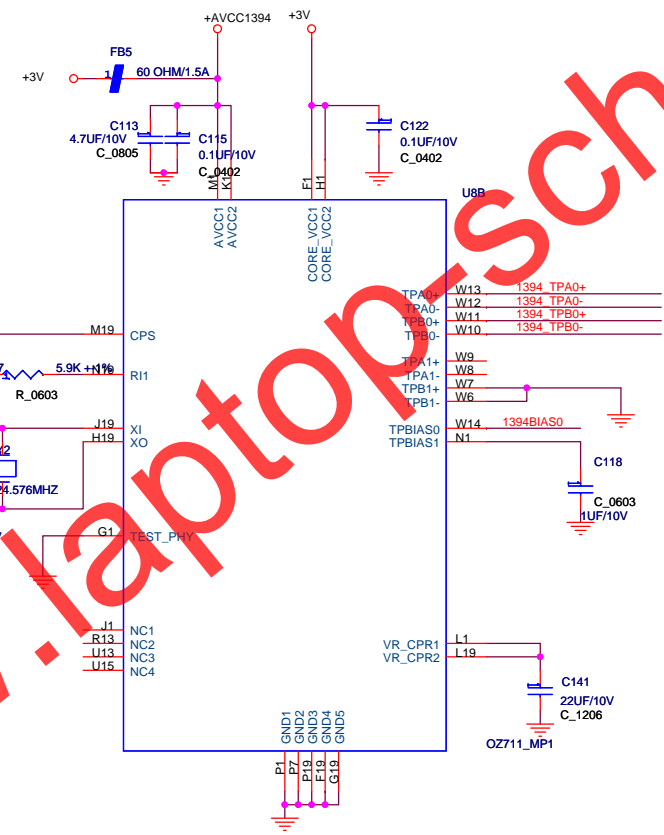 +AVCC1394
+3V
FB5
+3V
1
60 OHM/1.5A
C113
4.7UF/10V
C_0805
C115
0.1UF/10V
C_0402
C122
0.1UF/10V
C_0402
M1
K1
F1
H1
U8B
AVCC1
AVCC2
CORE_VCC1
CORE_VCC2
TPA0+ W13 1394_TPA0+
TPA0- W12 1394_TPA0-
TPB0+ W11 1394_TPB0+
TPB0- W10 1394_TPB0-
M19 CPS
TPA1+ W9
TPA1- W8
TPB1+ W7
TPB1- W6
5.9K +-1%
RI1
R_0603
J19 XI
H19 XO
TPBIAS0 W14 1394BIAS0
TPBIAS1 N1
24.576MHZ
C118
C_0603
1UF/10V
G1 TEST_PHY
J1 NC1
R13 NC2
U13 NC3
U15 NC4
VR_CPR1 L1
VR_CPR2 L19
C141
22UF/10V
C_1206
GND1
GND2
GND3
GND4
GND5
OZ711_MP1
P1
P7
P19
F19
G19
.laptop-sch